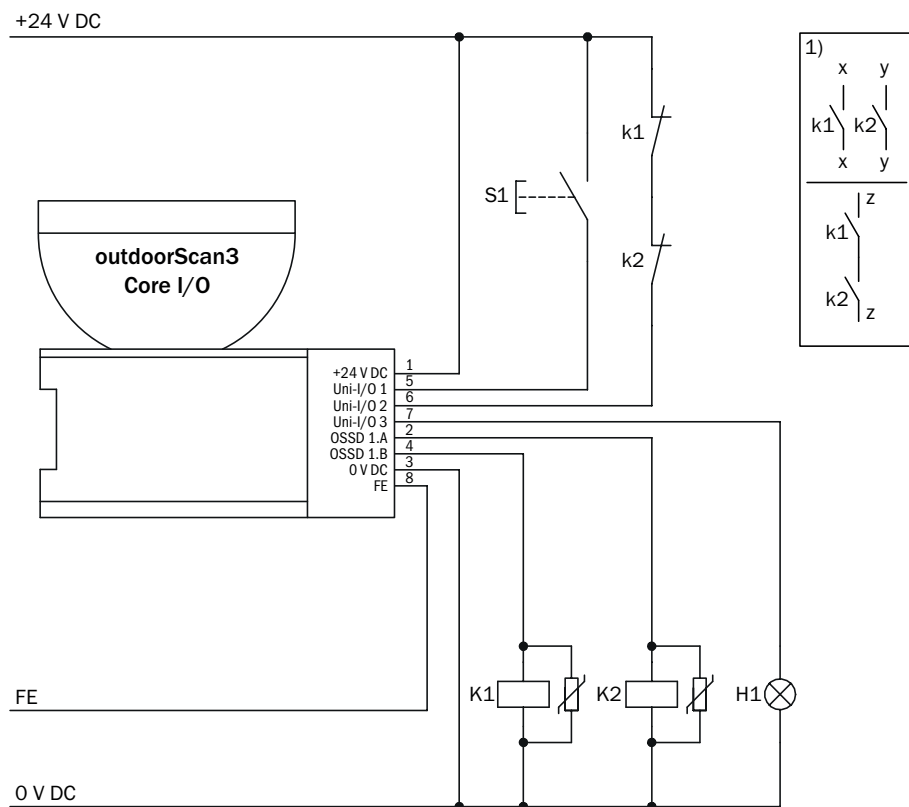 +24 V DC
1)
x y
k1 k2
x y
z
k1
k2
z
k1
S1
k2
outdoorScan3
Core I/O
+24 V DC 1
Uni-I/O 1 5
Uni-I/O 2 6
Uni-I/O 3 7
OSSD 1.A 2
OSSD 1.B 4
0 V DC 3
FE 8
K1
K2
H1
FE
0 V DC